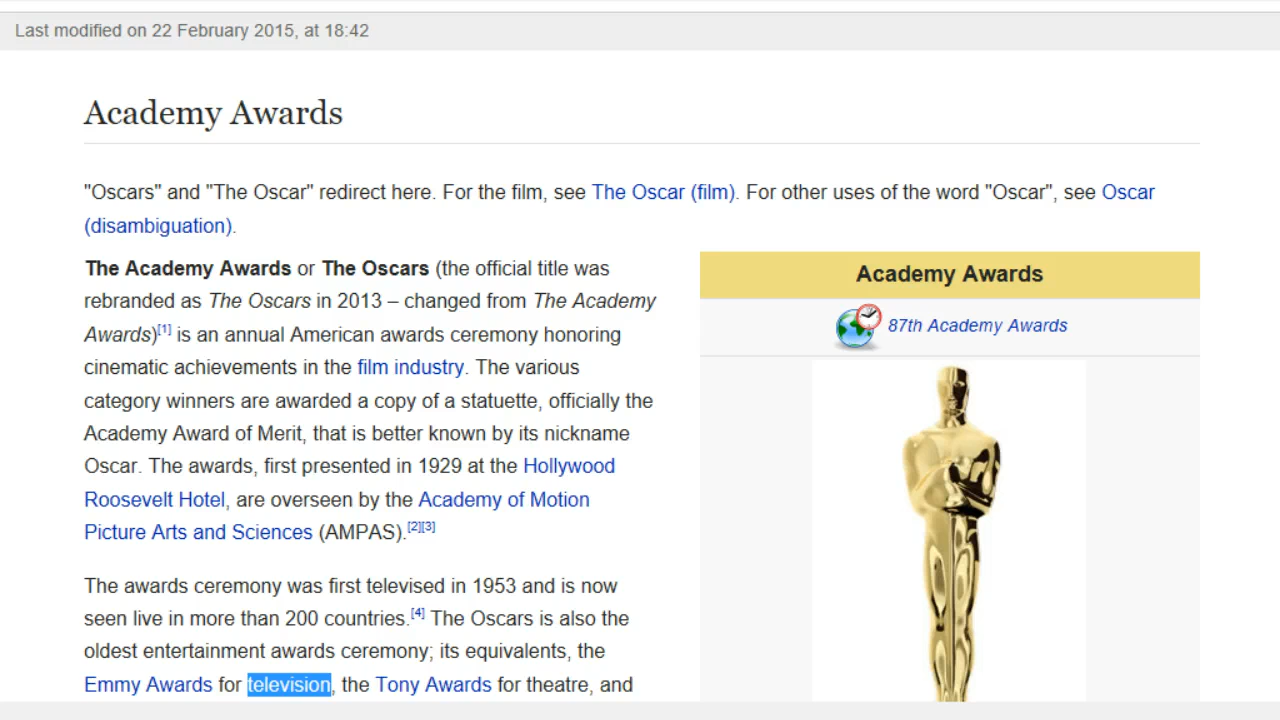 Last modified on 22 February 2015, at 18:42
Academy Awards
"Oscars" and "The Oscar" redirect here. For the film, see The Oscar (film). For other uses of the word "Oscar", see Oscar
(disambiguation).
The Academy Awards or The Oscars (the official title was
rebranded as The Oscars in 2013 – changed from The Academy
Awards)[1] is an annual American awards ceremony honoring
cinematic achievements in the film industry. The various
category winners are awarded a copy of a statuette, officially the
Academy Award of Merit, that is better known by its nickname
Oscar. The awards, first presented in 1929 at the Hollywood
Roosevelt Hotel, are overseen by the Academy of Motion
Picture Arts and Sciences (AMPAS).[2][3]
The awards ceremony was first televised in 1953 and is now
seen live in more than 200 countries.[4] The Oscars is also the
oldest entertainment awards ceremony; its equivalents, the
Emmy Awards for television, the Tony Awards for theatre, and
Academy Awards
87th Academy Awards